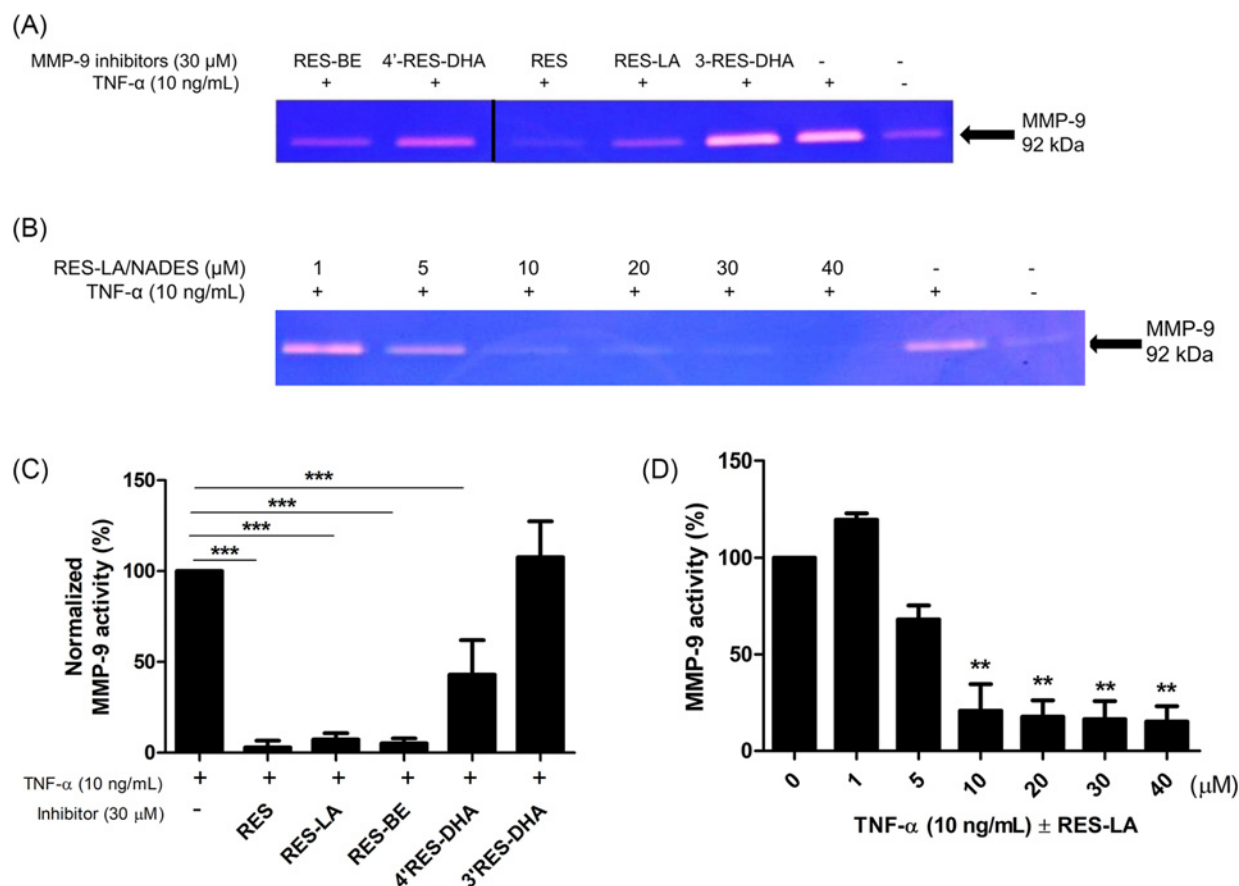 (A)
MMP-9 inhibitors (30 µM) RES-BE 4'-RES-DHA RES RES-LA 3-RES-DHA - -
TNF-α (10 ng/mL) + + + + + + -
MMP-9
92 kDa
(B)
RES-LA/NADES (µM) 1 5 10 20 30 40 - -
TNF-α (10 ng/mL) + + + + + + + -
MMP-9
92 kDa
(C)
Normalized
MMP-9 activity (%)
150
100
50
0
***
***
***
***
TNF-α (10 ng/mL) + + + + + +
Inhibitor (30 µM) - RES RES-LA RES-BE 4'RES-DHA 3'RES-DHA
(D)
MMP-9 activity (%)
150
100
50
0
** ** ** **
0 1 5 10 20 30 40 (µM)
TNF-α (10 ng/mL) ± RES-LA